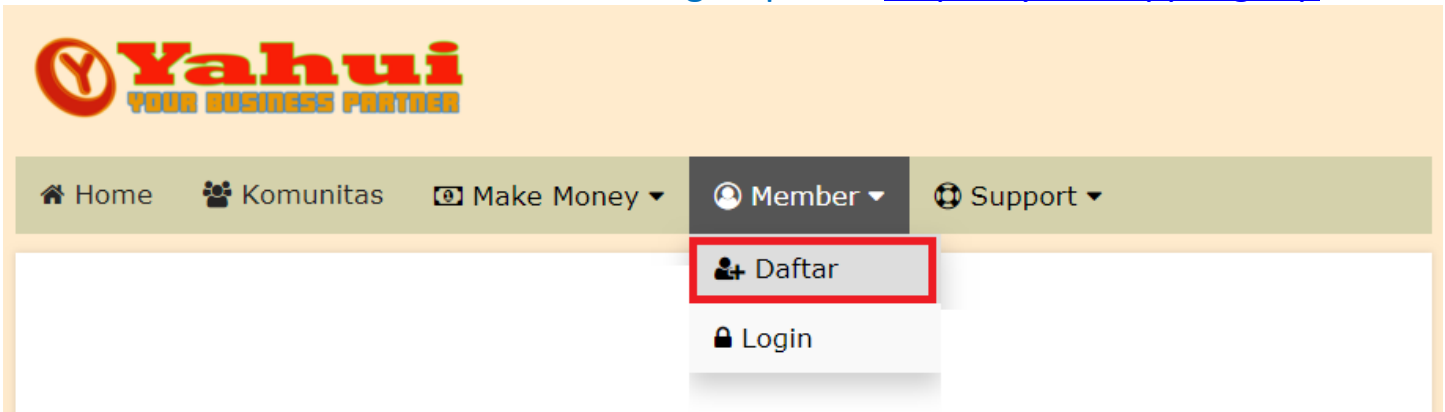 Yahui
YOUR BUSINESS PARTNER
Home Komunitas Make Money Member Support
Daftar
Login